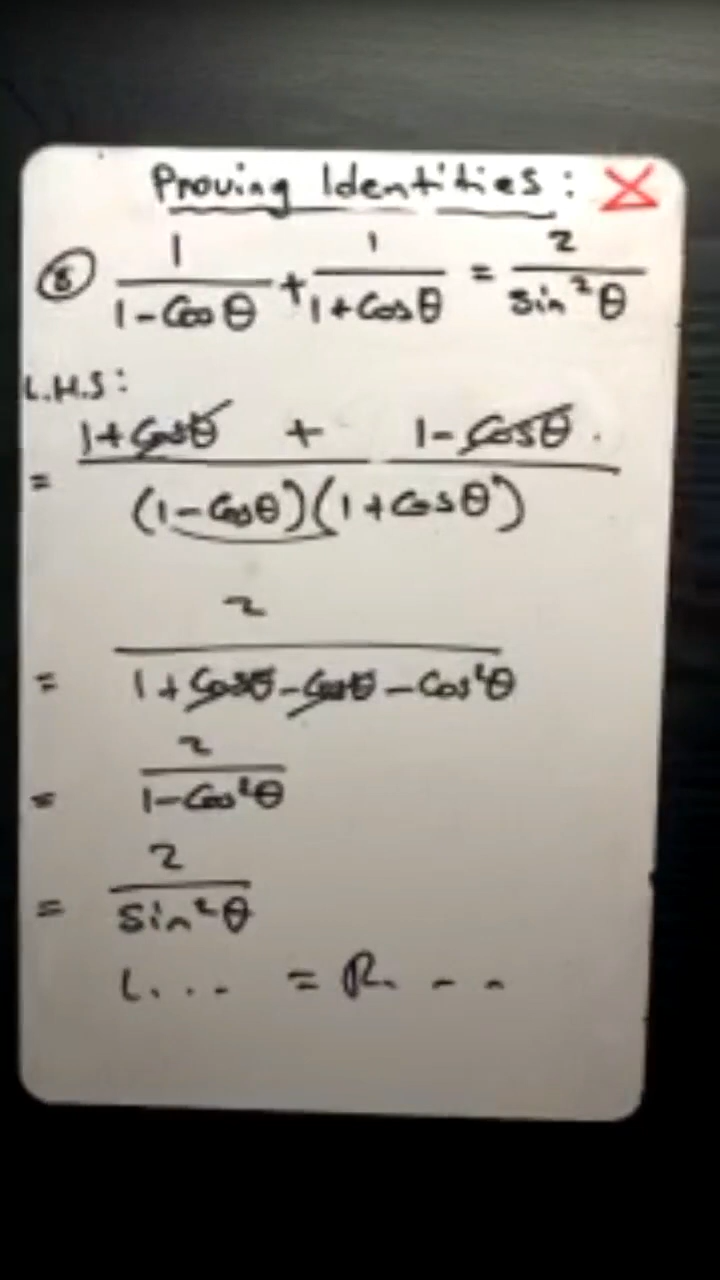 Proving Identities: X
⑧ 1/(1-Cosθ) + 1/(1+Cosθ) = 2/sin²θ
L.H.S:
= (1+Cosθ + 1-Cosθ)/((1-Cosθ)(1+Cosθ))
= 2/(1+Cosθ-Cosθ-Cos²θ)
= 2/(1-Cos²θ)
= 2/sin²θ
L... = R. - -